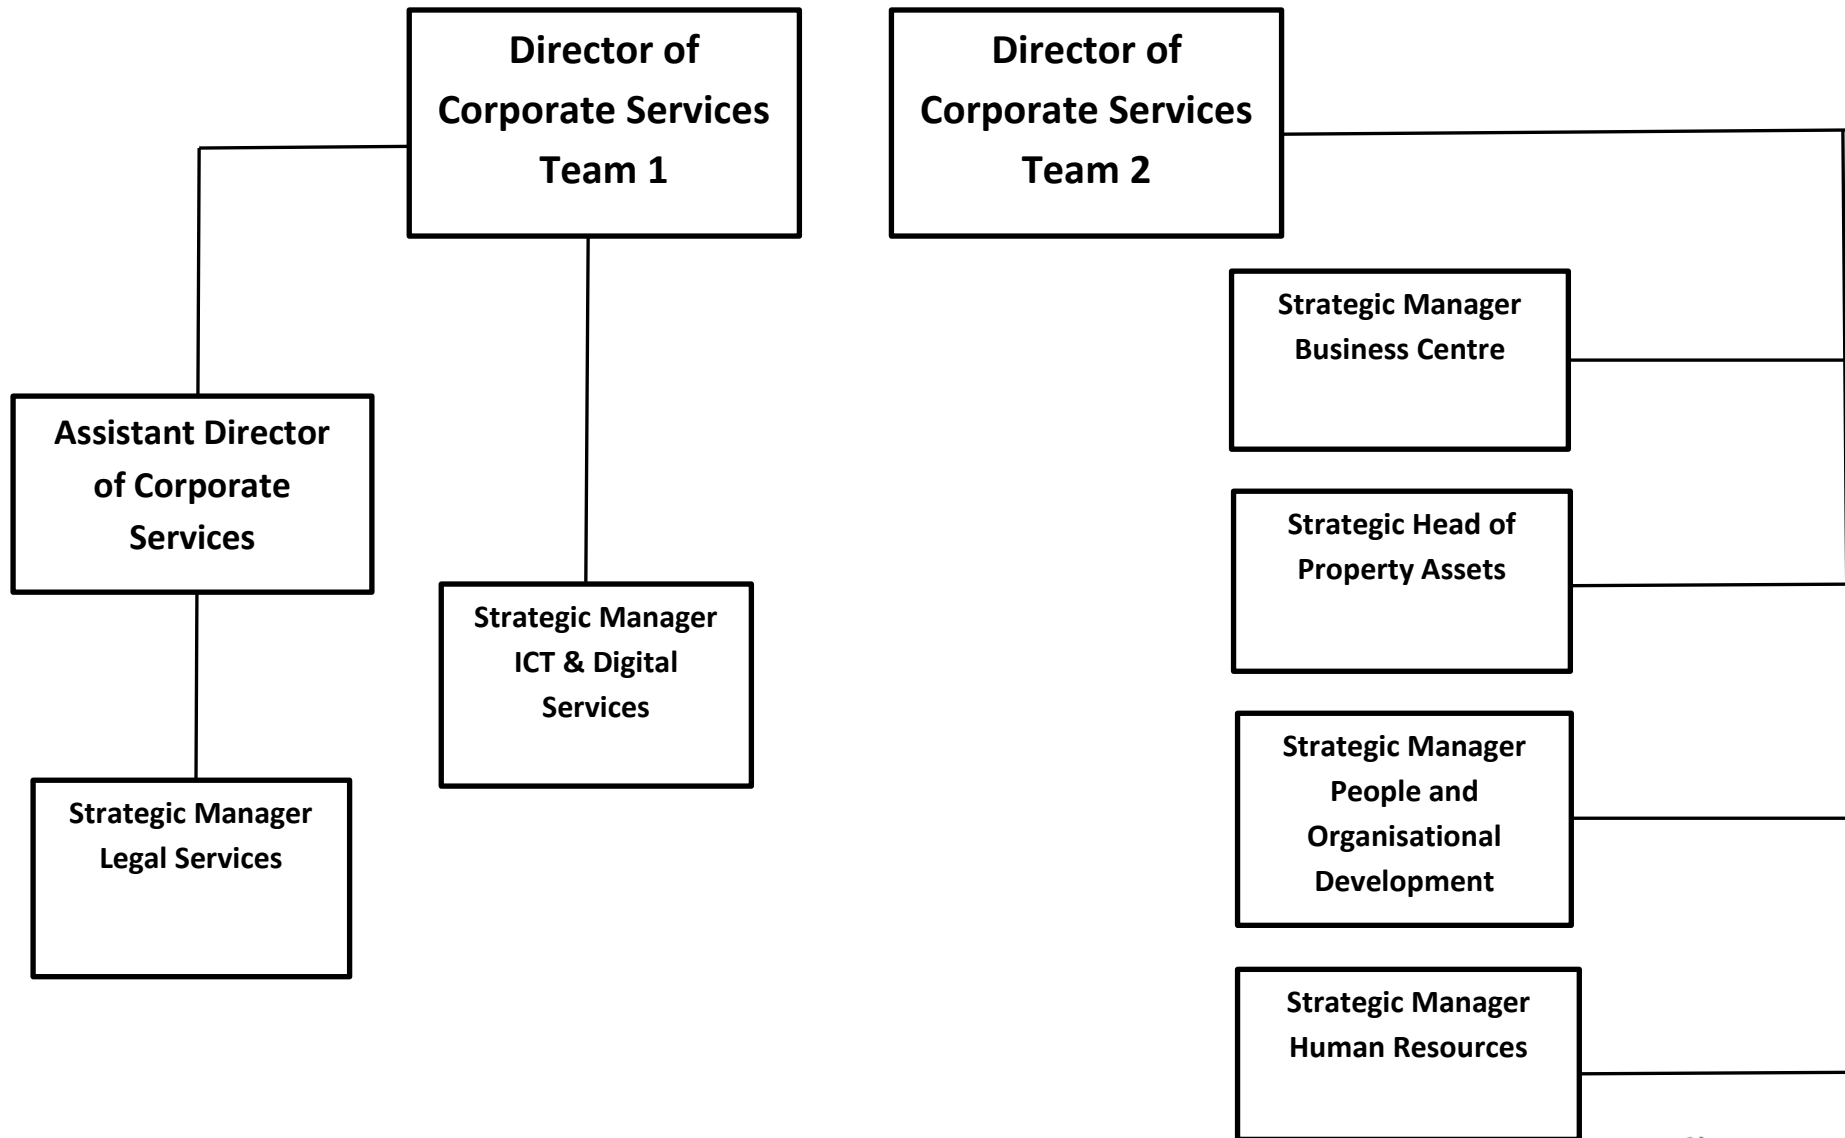 Director of
Corporate Services
Team 1
Director of
Corporate Services
Team 2
Strategic Manager
Business Centre
Assistant Director
of Corporate
Services
Strategic Head of
Property Assets
Strategic Manager
ICT & Digital
Services
Strategic Manager
People and
Organisational
Development
Strategic Manager
Legal Services
Strategic Manager
Human Resources